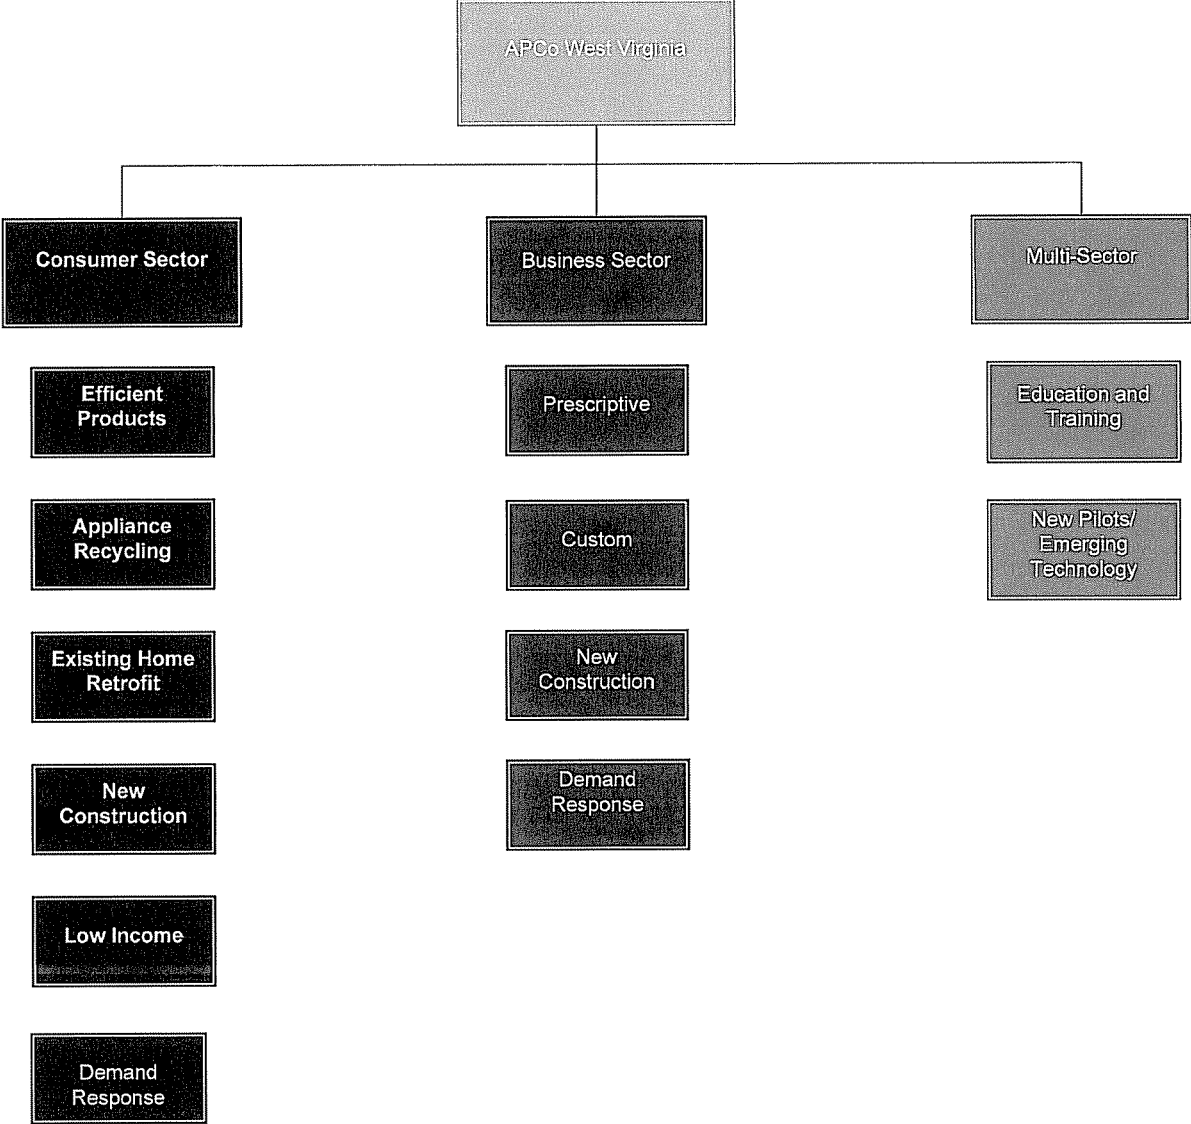 APCo West Virginia
Consumer Sector
Business Sector
Multi-Sector
Efficient
Products
Prescriptive
Education and
Training
Appliance
Recycling
Custom
New Pilots/
Emerging
Technology
Existing Home
Retrofit
New
Construction
New
Construction
Demand
Response
Low Income
Demand
Response